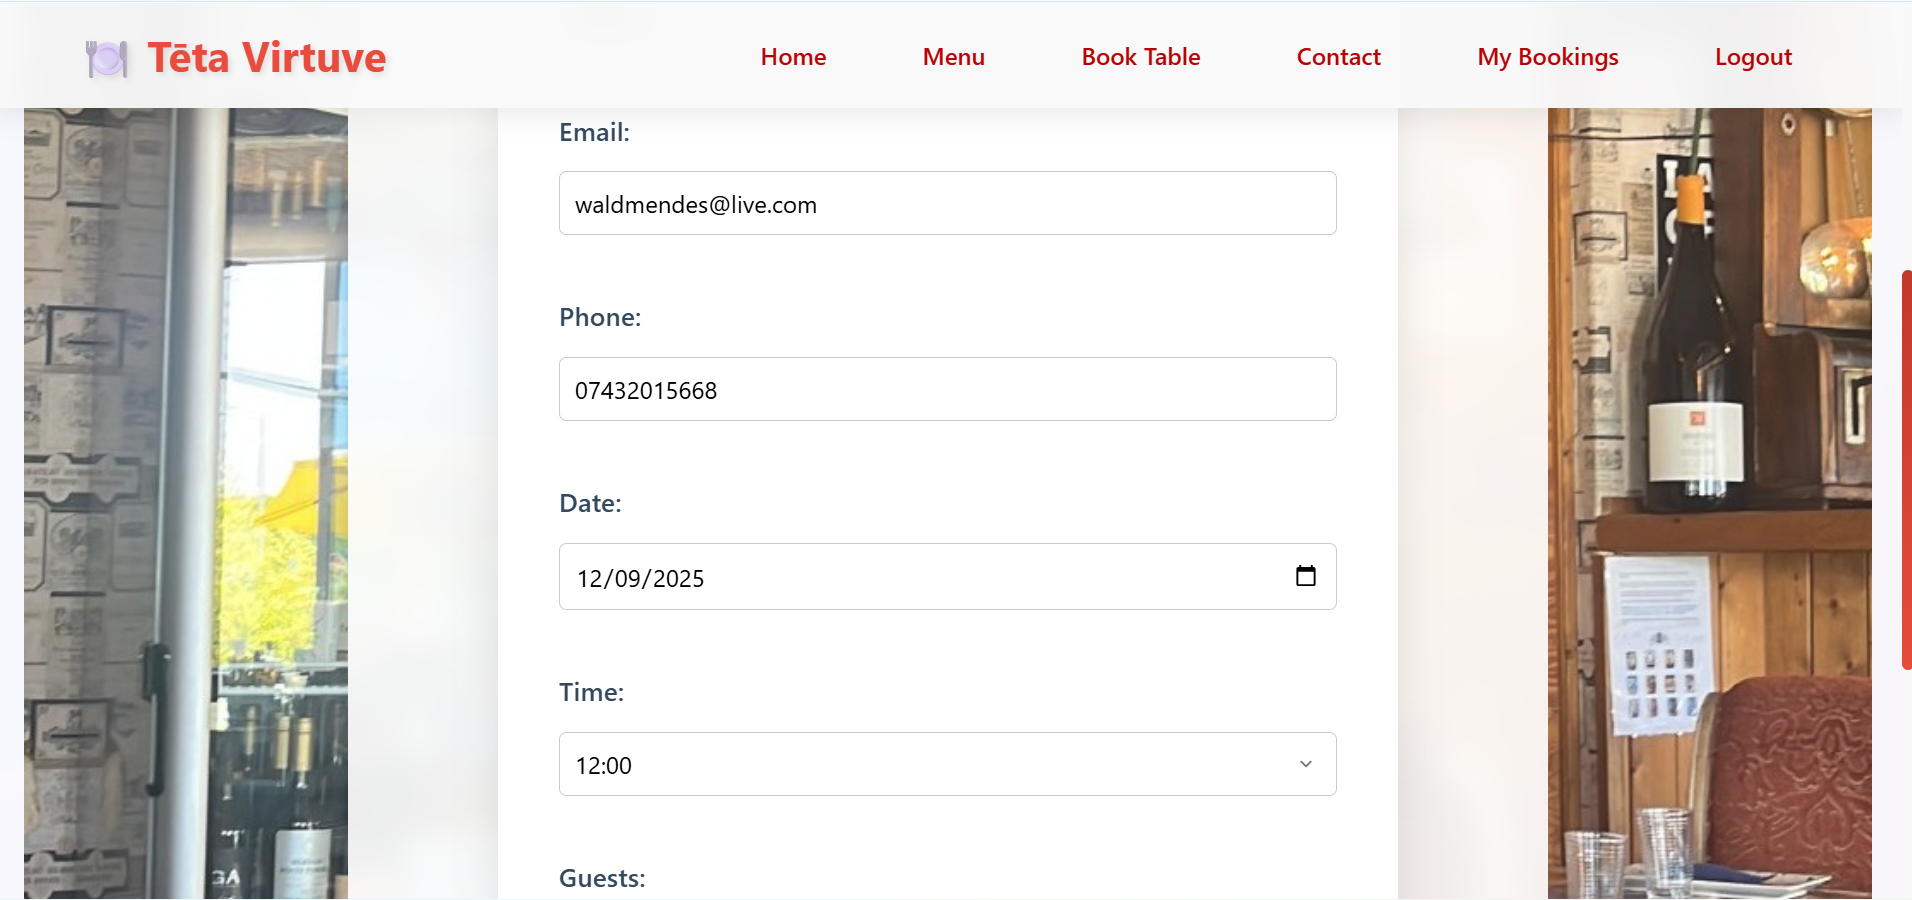 Tēta Virtuve
Home
Menu
Book Table
Contact
My Bookings
Logout
Email:
waldmendes@live.com
Phone:
07432015668
Date:
12/09/2025
Time:
12:00
Guests: